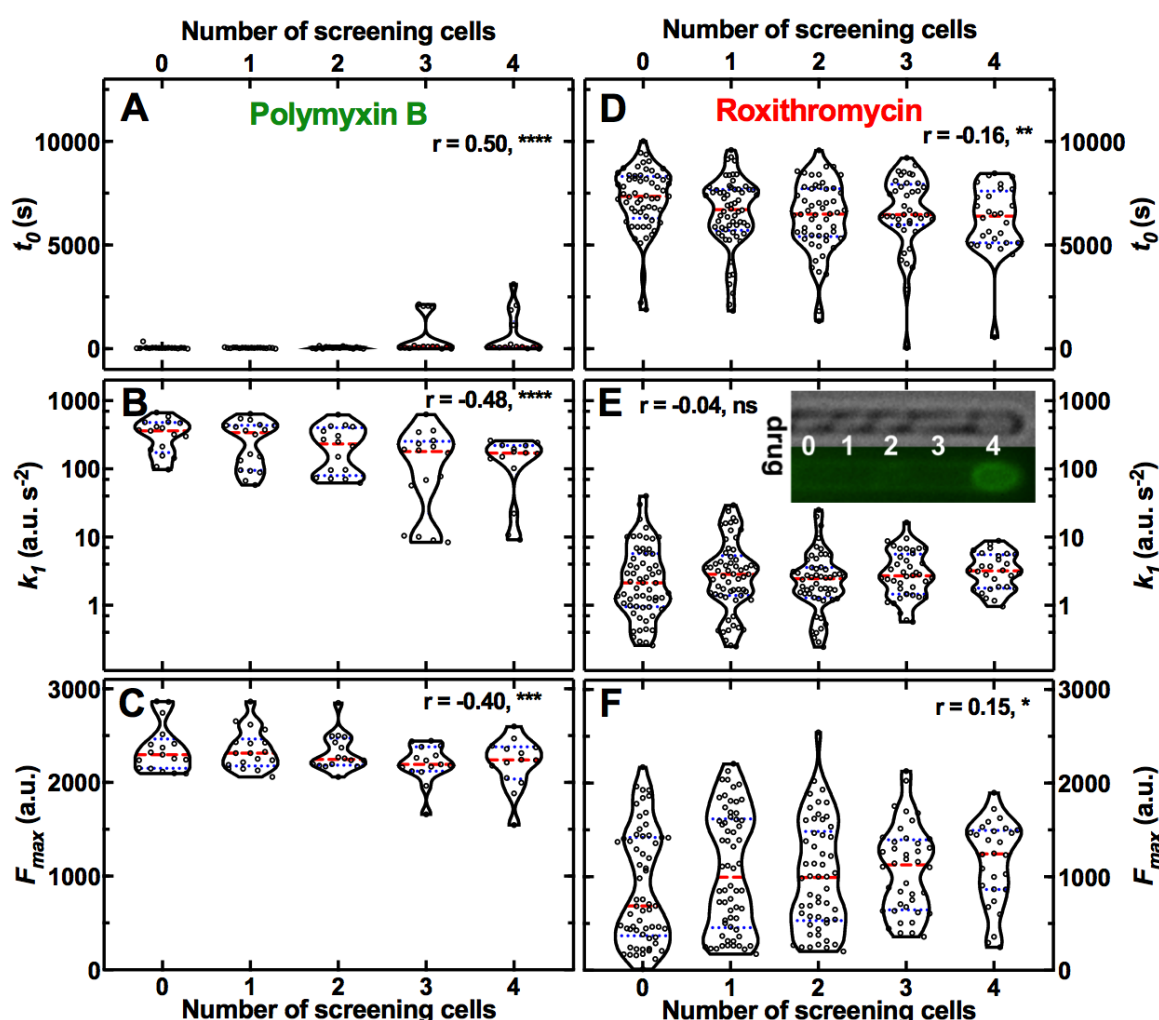 Number of screening cells
0 1 2 3 4
A
Polymyxin B
r = 0.50, ****
10000
5000
0
t0 (s)
B
r = -0.48, ****
1000
100
10
1
k1 (a.u. s-2)
C
r = -0.40, ***
3000
2000
1000
0
Fmax (a.u.)
0 1 2 3 4
Number of screening cells
Number of screening cells
0 1 2 3 4
D
Roxithromycin
r = -0.16, **
10000
5000
0
t0 (s)
E
r = -0.04, ns
drug
0 1 2 3 4
1000
100
10
1
k1 (a.u. s-2)
F
r = 0.15, *
3000
2000
1000
0
Fmax (a.u.)
0 1 2 3 4
Number of screening cells